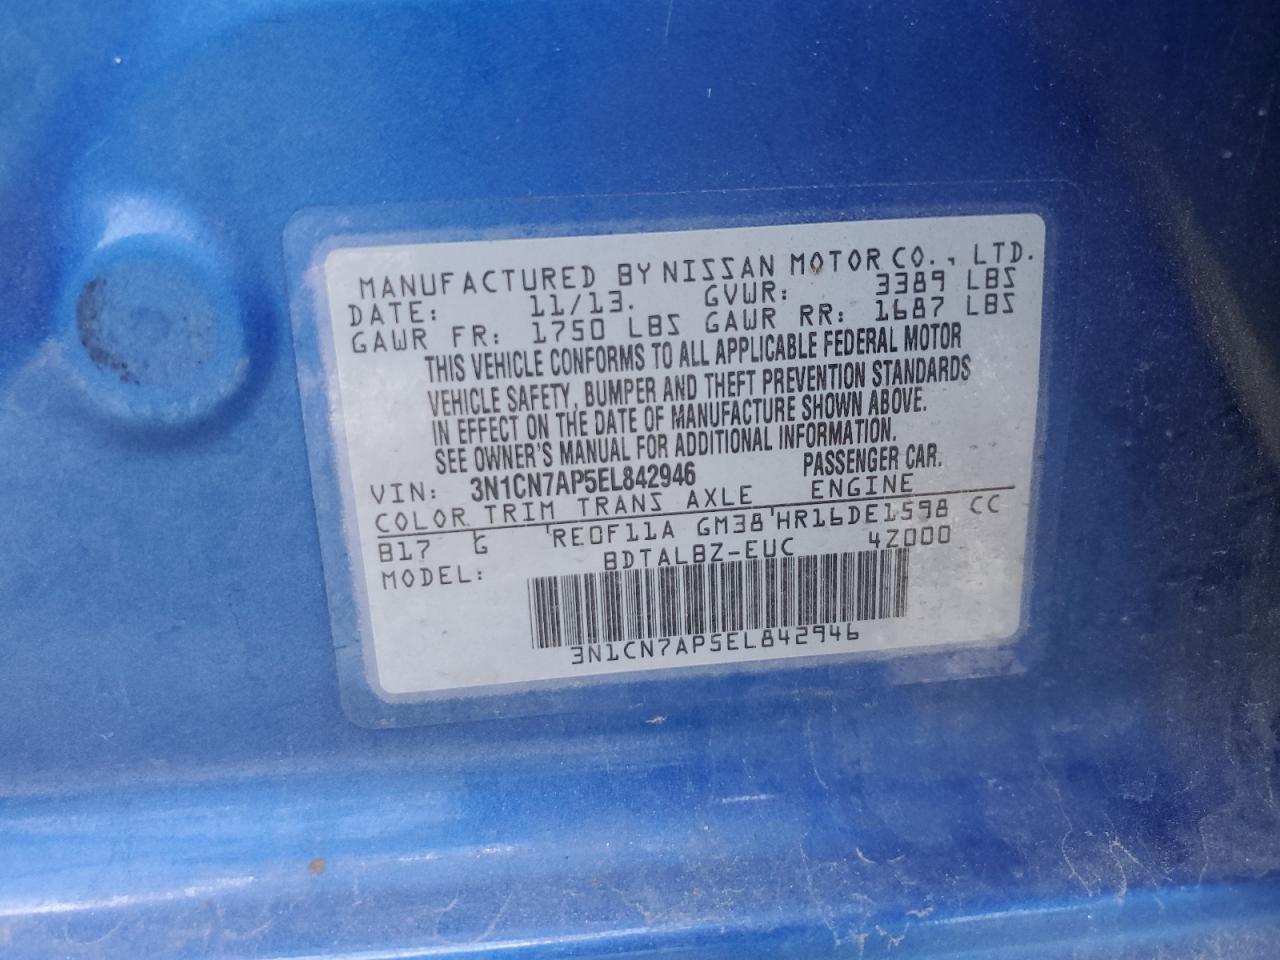 MANUFACTURED BY NISSAN MOTOR CO., LTD.
DATE: 11/13. GVWR: 3389 LBS
GAWR FR: 1750 LBS GAWR RR: 1687 LBS
THIS VEHICLE CONFORMS TO ALL APPLICABLE FEDERAL MOTOR
VEHICLE SAFETY, BUMPER AND THEFT PREVENTION STANDARDS
IN EFFECT ON THE DATE OF MANUFACTURE SHOWN ABOVE.
SEE OWNER'S MANUAL FOR ADDITIONAL INFORMATION.
VIN: 3N1CN7AP5EL842946 PASSENGER CAR.
COLOR TRIM TRANS AXLE ENGINE
B17 G RE0F11A GM38 HR16DE1598 CC
MODEL: BDTALBZ-EUC 4Z000
3N1CN7AP5EL842946